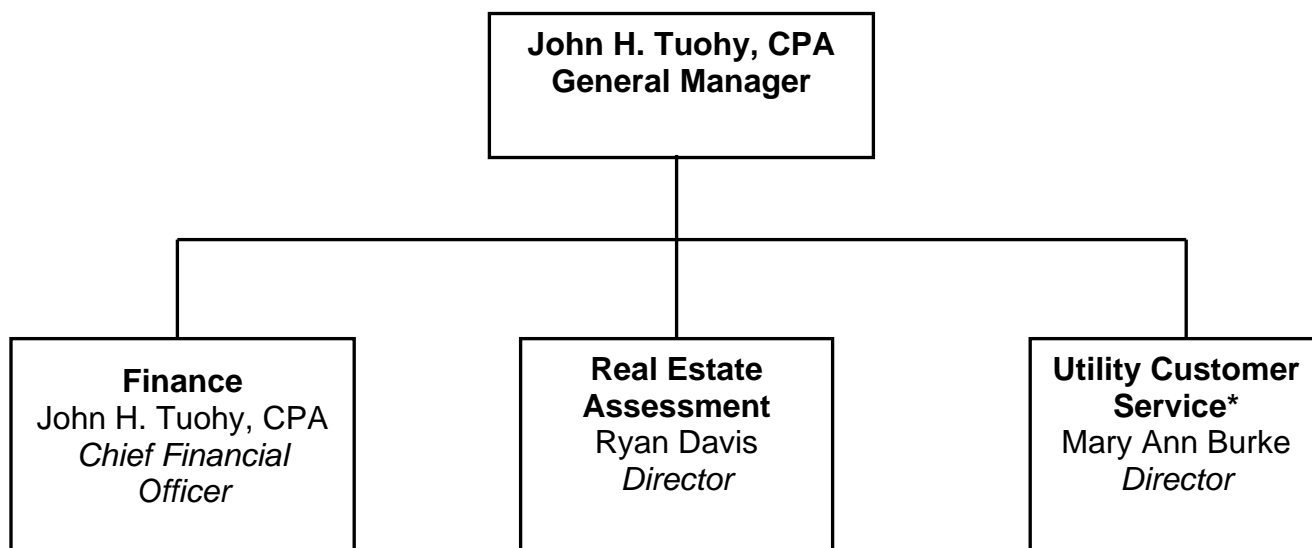 John H. Tuohy, CPA
General Manager
Finance
John H. Tuohy, CPA
Chief Financial
Officer
Real Estate
Assessment
Ryan Davis
Director
Utility Customer
Service*
Mary Ann Burke
Director